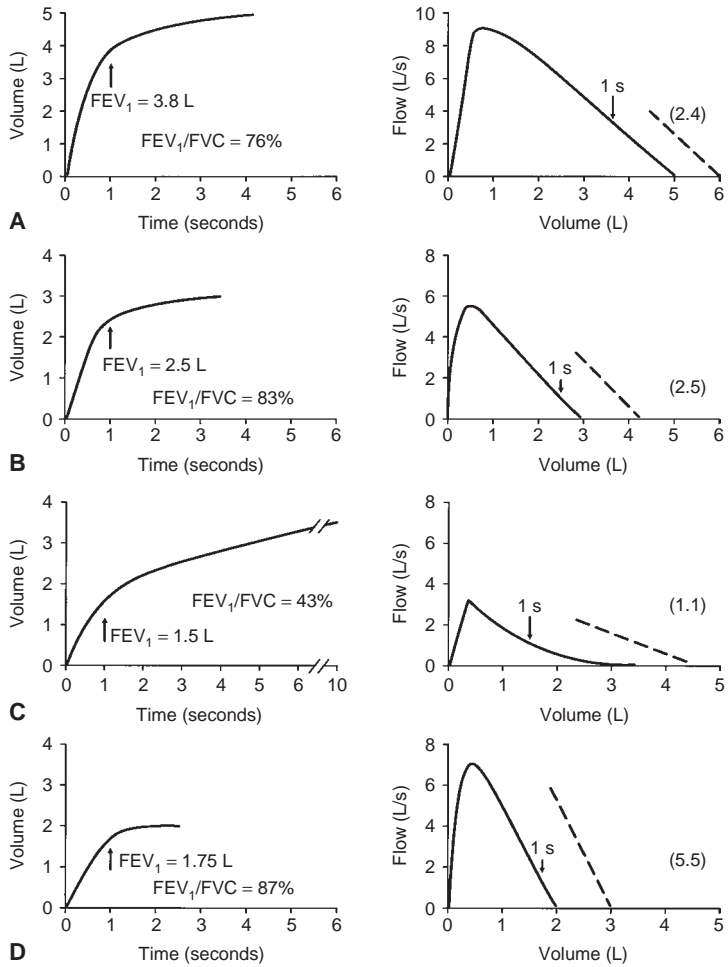 5
4
3
2
1
0
Volume (L)
FEV₁ = 3.8 L
FEV₁/FVC = 76%
0 1 2 3 4 5 6
Time (seconds)
A
10
8
6
4
2
0
Flow (L/s)
1 s
(2.4)
0 1 2 3 4 5 6
Volume (L)
4
3
2
1
0
Volume (L)
FEV₁ = 2.5 L
FEV₁/FVC = 83%
0 1 2 3 4 5 6
Time (seconds)
B
8
6
4
2
0
Flow (L/s)
1 s
(2.5)
0 1 2 3 4 5 6
Volume (L)
4
3
2
1
0
Volume (L)
FEV₁/FVC = 43%
FEV₁ = 1.5 L
0 1 2 3 4 5 6 10
Time (seconds)
C
8
6
4
2
0
Flow (L/s)
1 s
(1.1)
0 1 2 3 4 5
Volume (L)
4
3
2
1
0
Volume (L)
FEV₁ = 1.75 L
FEV₁/FVC = 87%
0 1 2 3 4 5 6
Time (seconds)
D
8
6
4
2
0
Flow (L/s)
1 s
(5.5)
0 1 2 3 4 5
Volume (L)